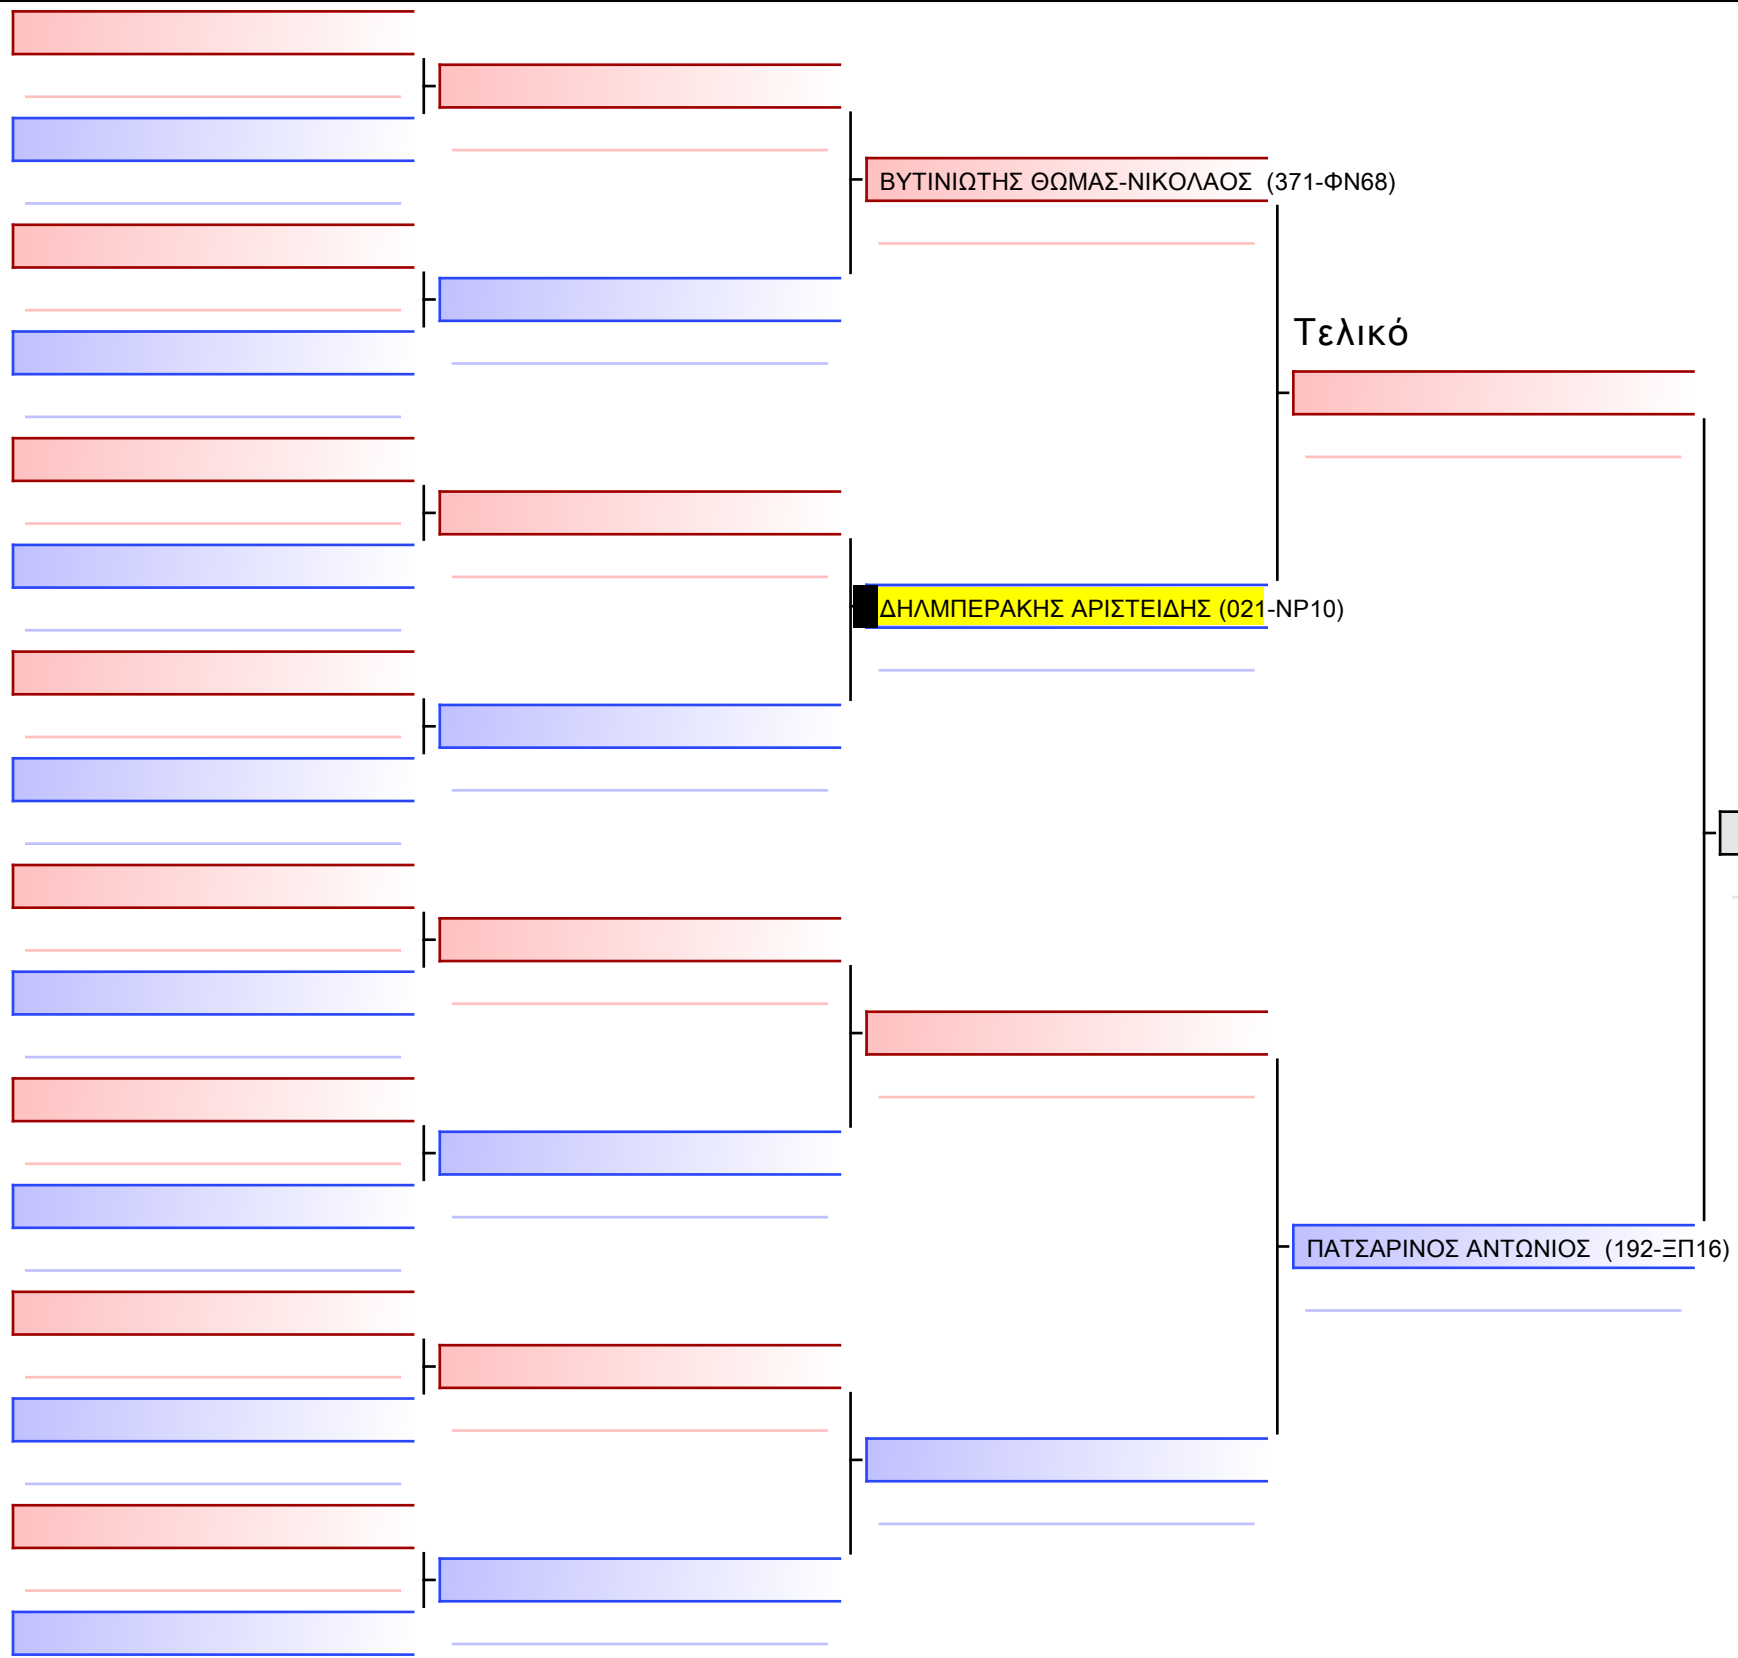 ΒΥΤΙΝΙΩΤΗΣ ΘΩΜΑΣ-ΝΙΚΟΛΑΟΣ (371-ΦΝ68)
Τελικό
ΔΗΛΜΠΕΡΑΚΗΣ ΑΡΙΣΤΕΙΔΗΣ (021-ΝΡ10)
ΠΑΤΣΑΡΙΝΟΣ ΑΝΤΩΝΙΟΣ (192-ΞΠ16)